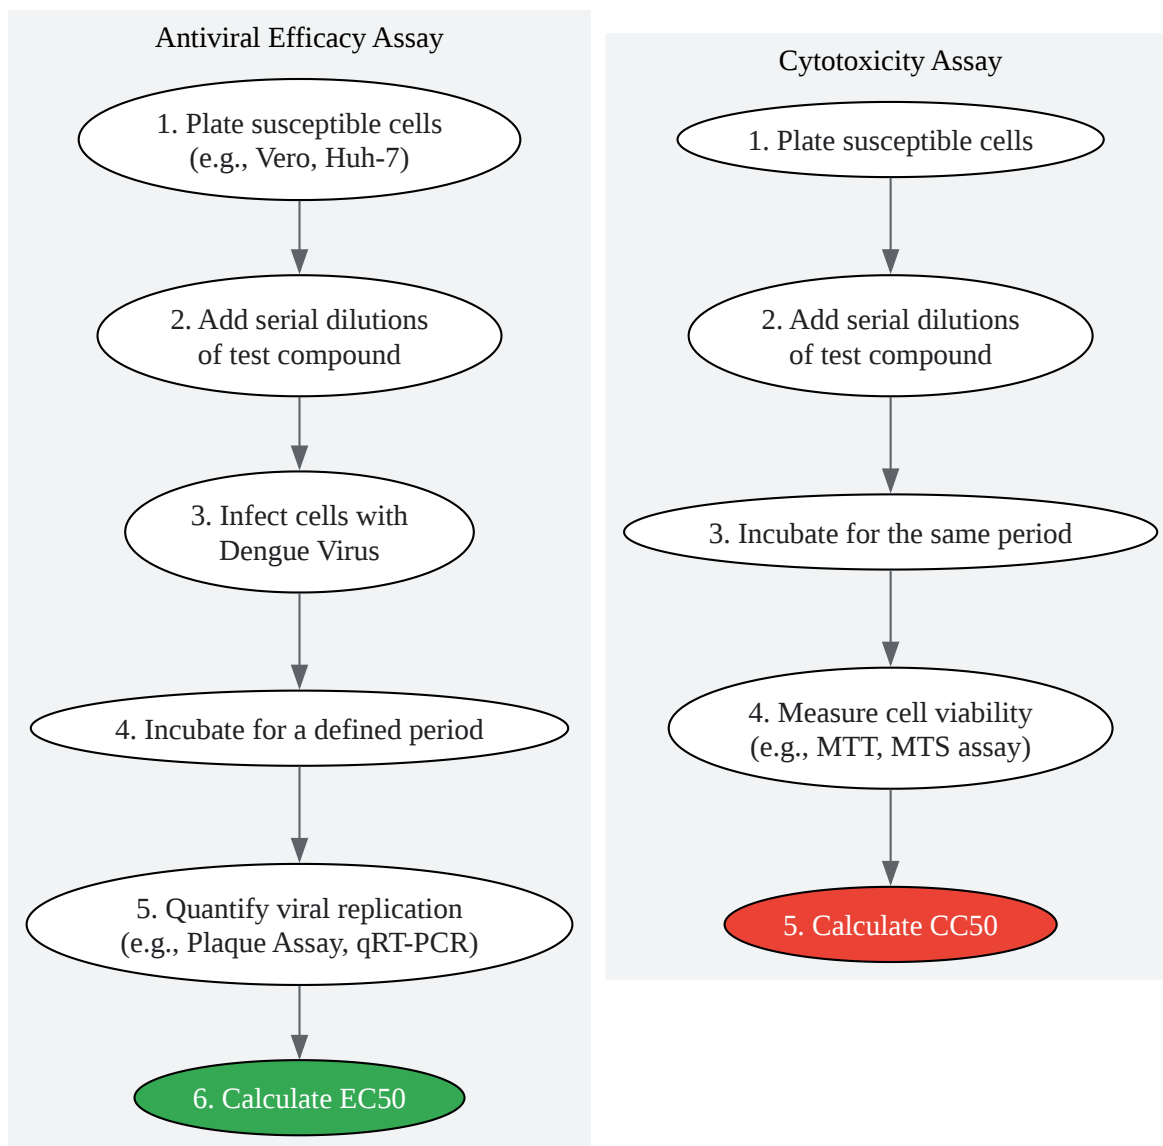 Antiviral Efficacy Assay
1. Plate susceptible cells
(e.g., Vero, Huh-7)
2. Add serial dilutions
of test compound
3. Infect cells with
Dengue Virus
4. Incubate for a defined period
5. Quantify viral replication
(e.g., Plaque Assay, qRT-PCR)
6. Calculate EC50
Cytotoxicity Assay
1. Plate susceptible cells
2. Add serial dilutions
of test compound
3. Incubate for the same period
4. Measure cell viability
(e.g., MTT, MTS assay)
5. Calculate CC50